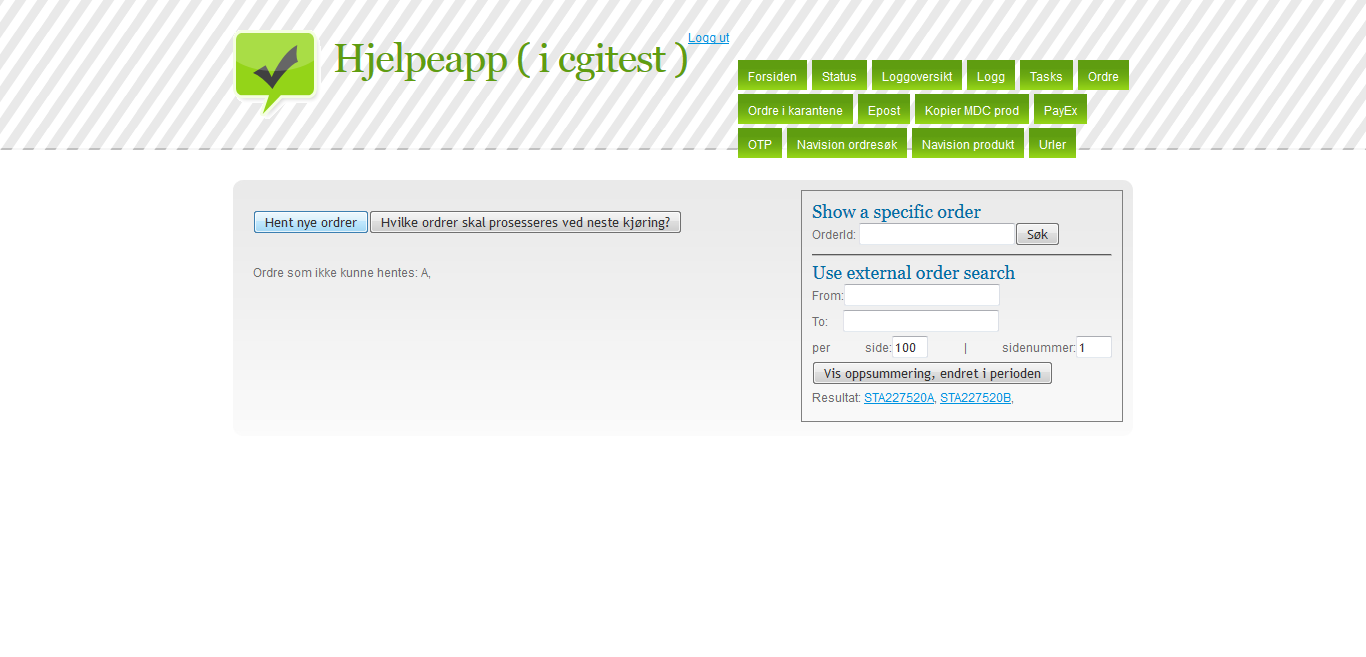 Hjelpeapp ( i cgitest )
Logg ut
Forsiden Status Loggoversikt Logg Tasks Ordre
Ordre i karantene Epost Kopier MDC prod PayEx
OTP Navision ordresøk Navision produkt Urler
Hent nye ordrer Hvilke ordrer skal prosesseres ved neste kjøring?
Ordre som ikke kunne hentes: A,
Show a specific order
OrderId: Søk
Use external order search
From:
To:
per side: 100 | sidenummer: 1
Vis oppsummering, endret i perioden
Resultat: STA227520A, STA227520B,